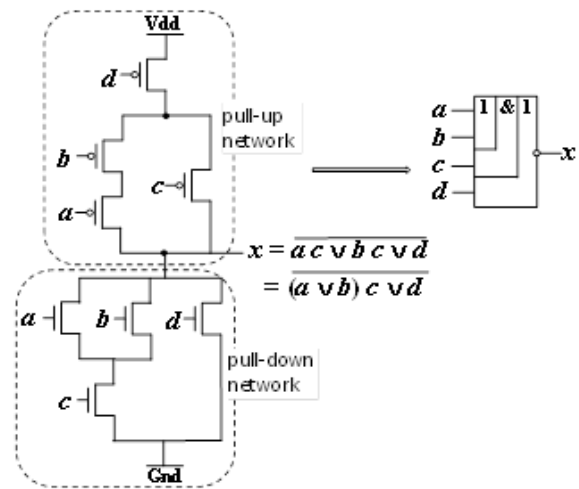 Vdd
d
pull-up
network
b
c
a
a
b
c
d
1 & 1
x
x = a c ∨ b c ∨ d
= (a ∨ b) c ∨ d
a
b
d
pull-down
network
c
Gnd